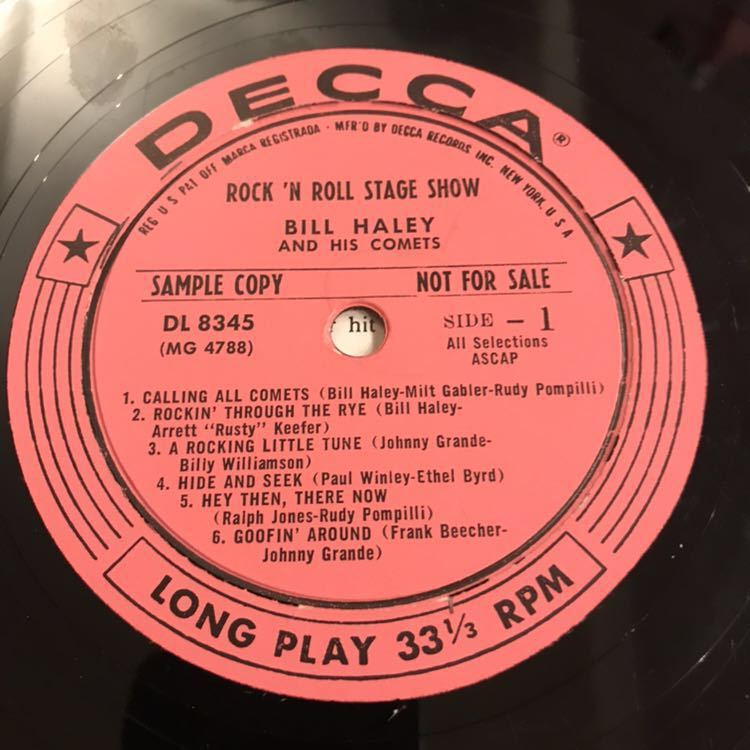 DECCA®
REG U S PAT OFF MARCA REGISTRADA · MFR'D BY DECCA RECORDS, INC. NEW YORK, U S A
ROCK 'N ROLL STAGE SHOW
BILL HALEY
AND HIS COMETS
SAMPLE COPY NOT FOR SALE
DL 8345 hit SIDE - 1
(MG 4788) All Selections
ASCAP
1. CALLING ALL COMETS (Bill Haley-Milt Gabler-Rudy Pompilli)
2. ROCKIN' THROUGH THE RYE (Bill Haley-
Arrett "Rusty" Keefer)
3. A ROCKING LITTLE TUNE (Johnny Grande-
Billy Williamson)
4. HIDE AND SEEK (Paul Winley-Ethel Byrd)
5. HEY THEN, THERE NOW
(Ralph Jones-Rudy Pompilli)
6. GOOFIN' AROUND (Frank Beecher-
Johnny Grande)
LONG PLAY 33 1/3 RPM